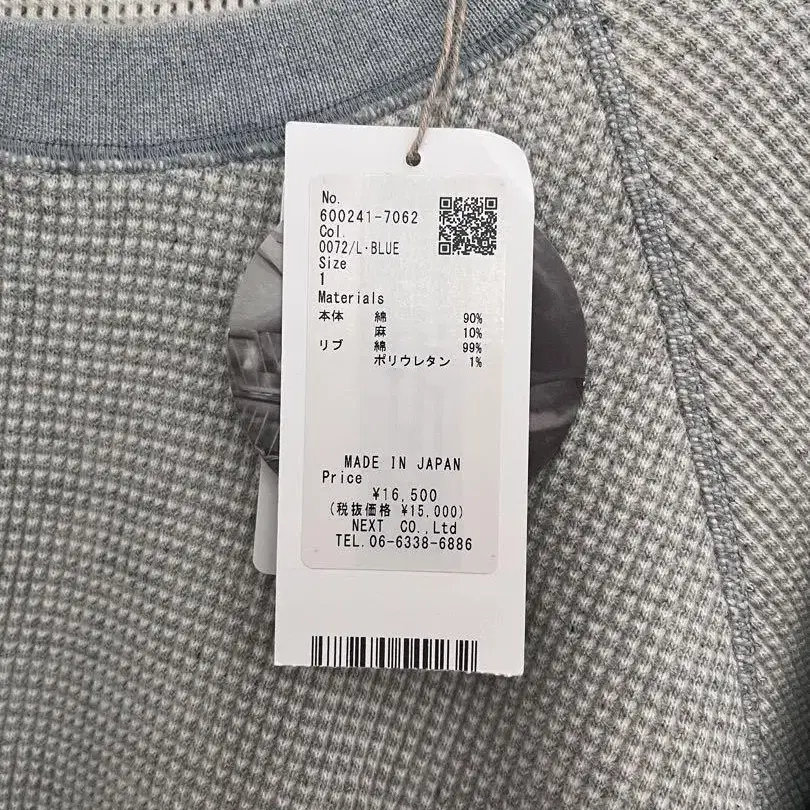 No.
600241-7062
Col.
0072/L·BLUE
Size
1
Materials
本体 綿 90%
麻 10%
リブ 綿 99%
ポリウレタン 1%
MADE IN JAPAN
Price
¥16,500
(税抜価格 ¥15,000)
NEXT CO.,Ltd
TEL.06-6338-6886